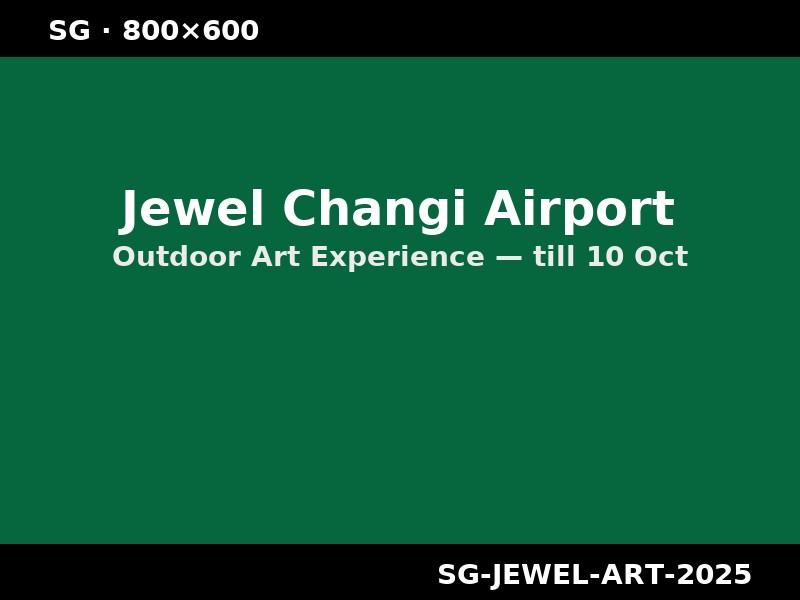 SG · 800×600
Jewel Changi Airport
Outdoor Art Experience — till 10 Oct
SG-JEWEL-ART-2025